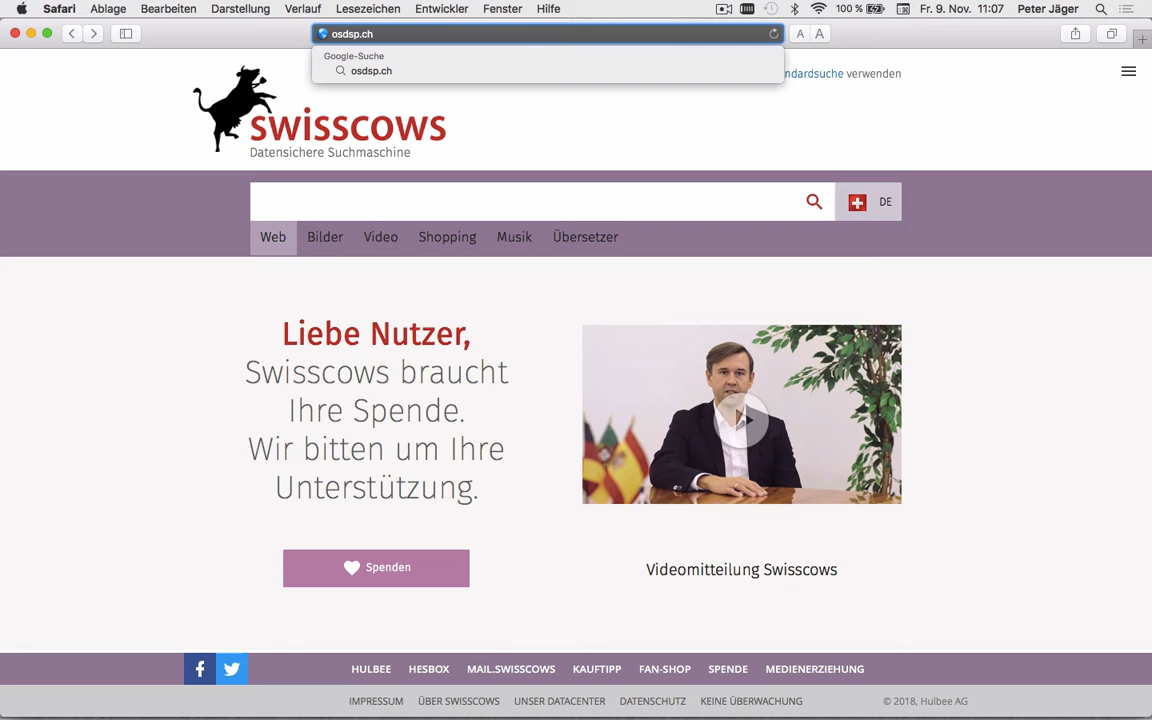 Safari Ablage Bearbeiten Darstellung Verlauf Lesezeichen Entwickler Fenster Hilfe 100 % Fr. 9. Nov. 11:07 Peter Jäger
osdsp.ch
A A
Google-Suche
osdsp.ch
ndardsuche verwenden
swisscows
Datensichere Suchmaschine
DE
Web Bilder Video Shopping Musik Übersetzer
Liebe Nutzer,
Swisscows braucht
Ihre Spende.
Wir bitten um Ihre
Unterstützung.
Spenden
Videomitteilung Swisscows
HULBEE HESBOX MAIL.SWISSCOWS KAUFTIPP FAN-SHOP SPENDE MEDIENERZIEHUNG
IMPRESSUM ÜBER SWISSCOWS UNSER DATACENTER DATENSCHUTZ KEINE ÜBERWACHUNG © 2018, Hulbee AG